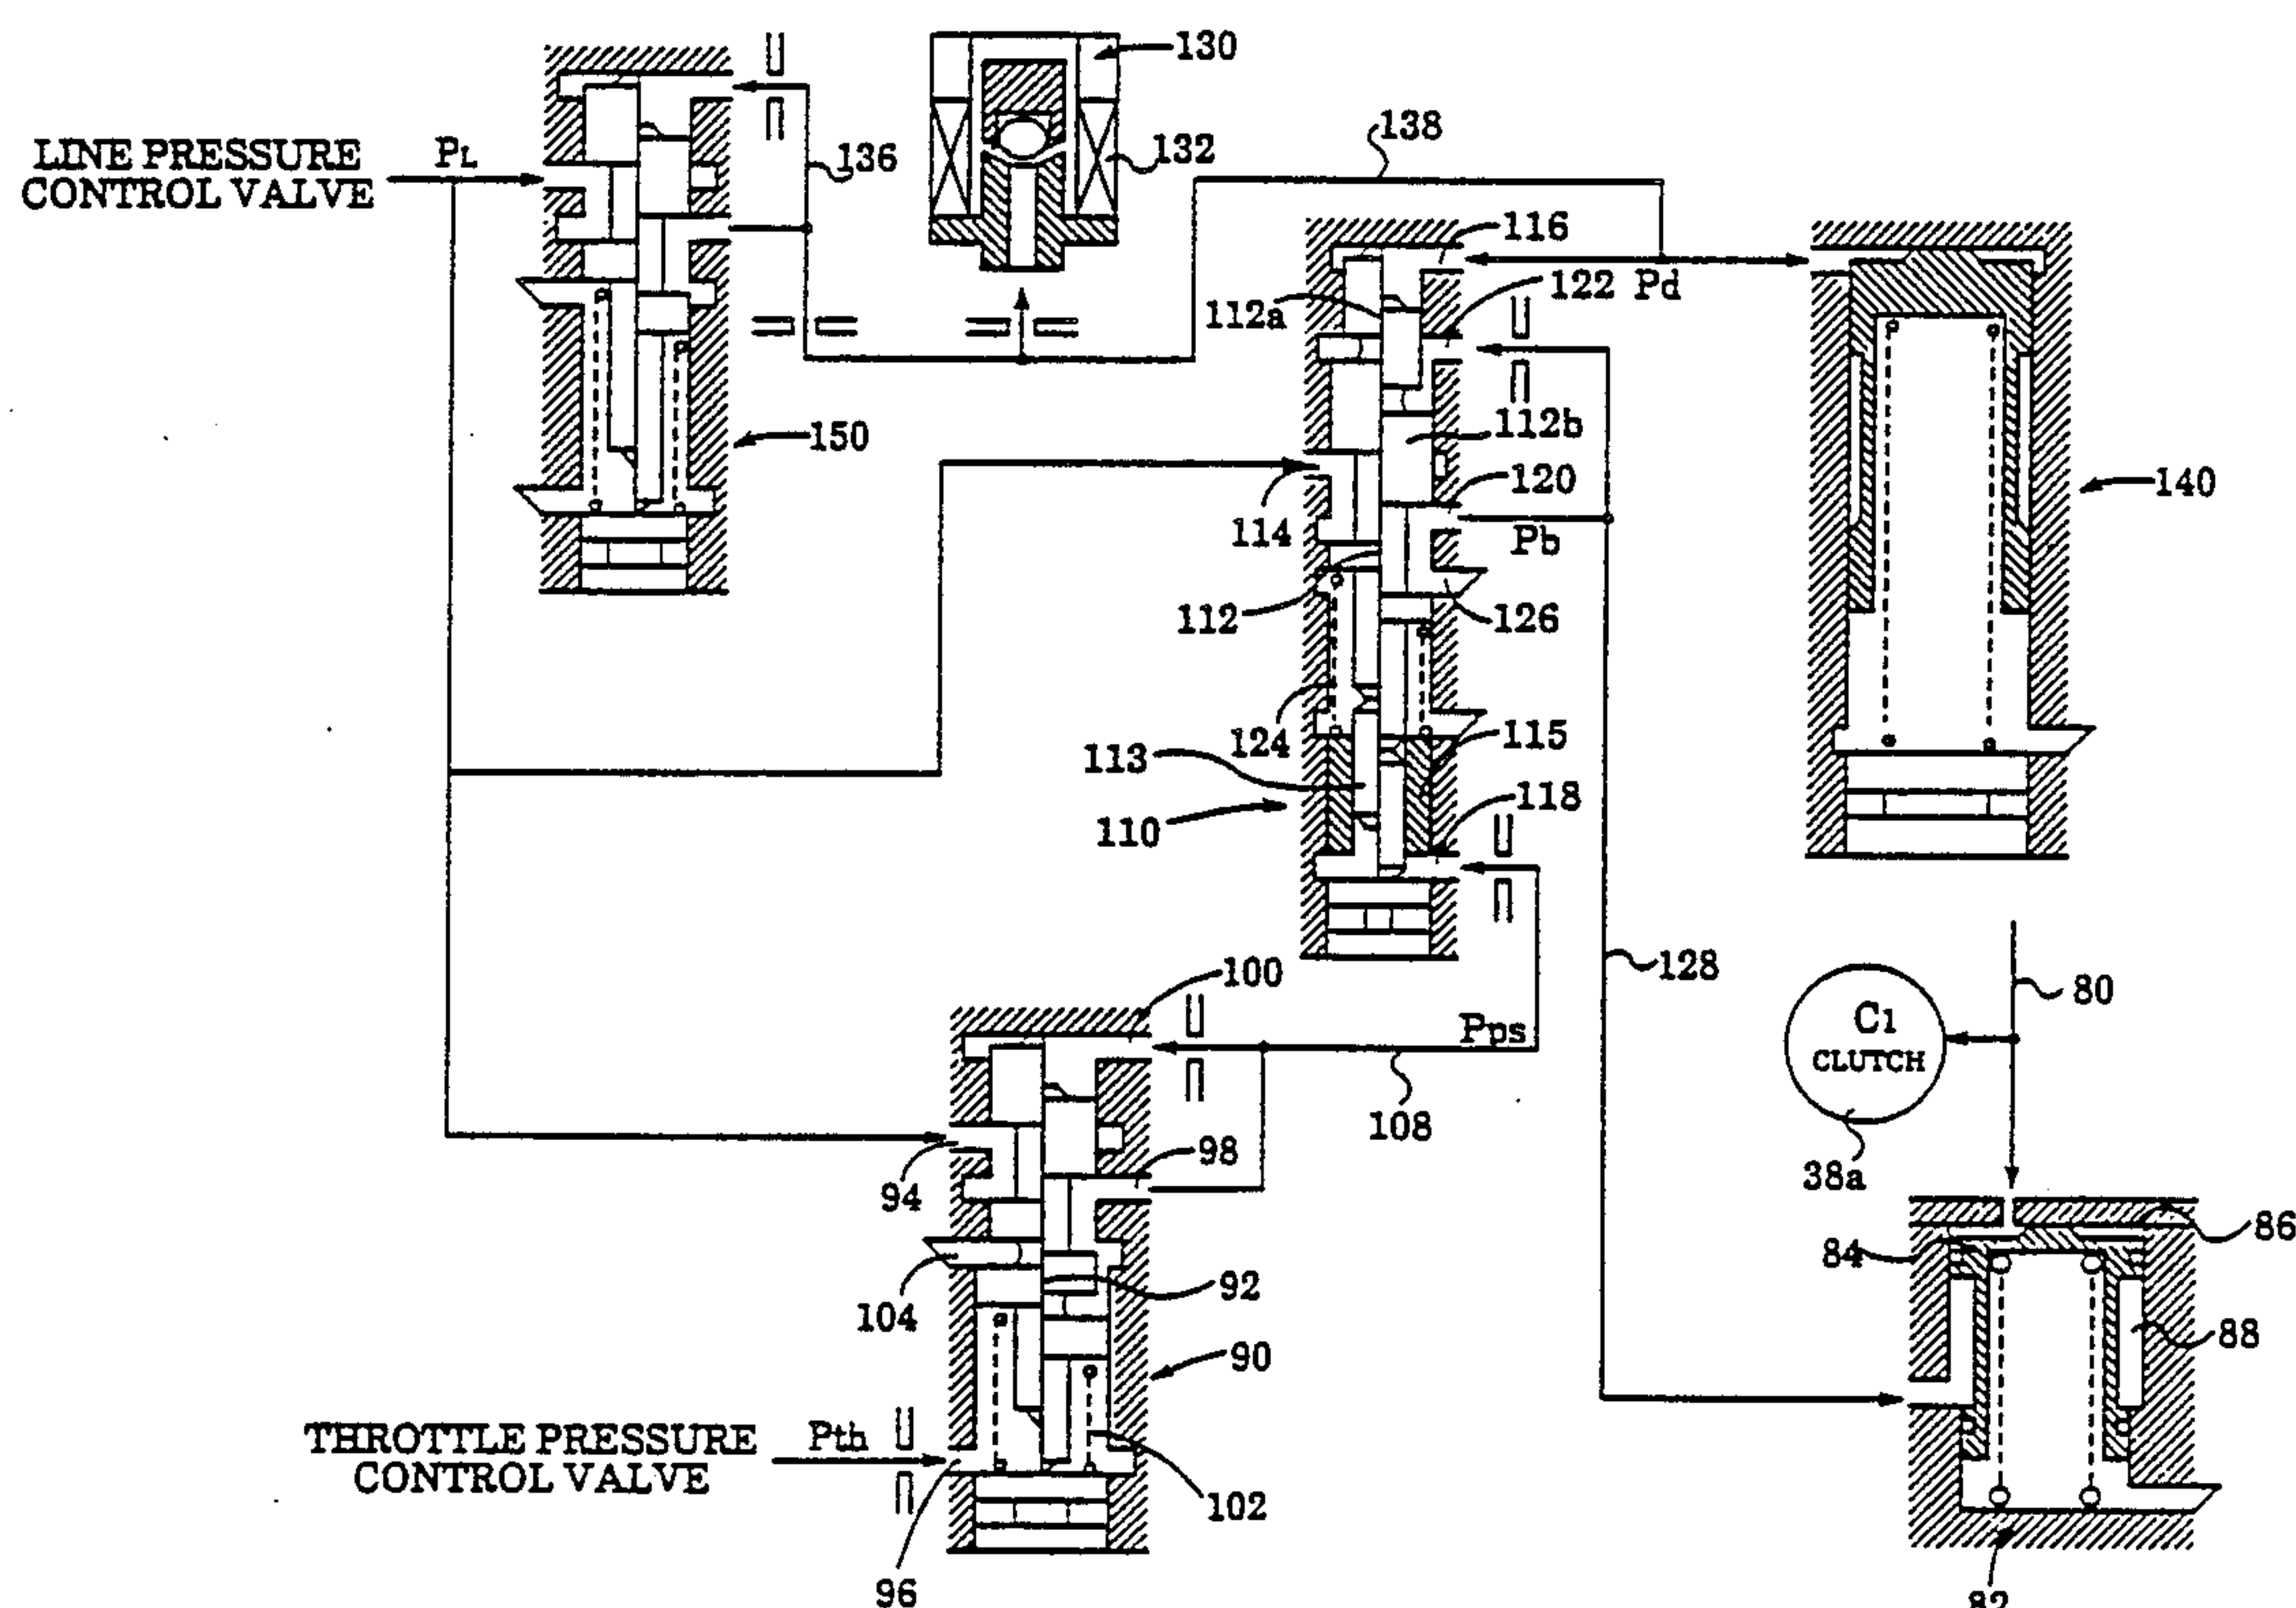 130
LINE PRESSURE
CONTROL VALVE
PL
136
132
138
116
122
Pd
112a
112b
150
114
120
Pb
140
112
126
124
115
113
110
118
128
80
100
Pps
C1
CLUTCH
108
38a
94
98
86
84
104
92
88
90
THROTTLE PRESSURE
CONTROL VALVE
Pth
102
96
82